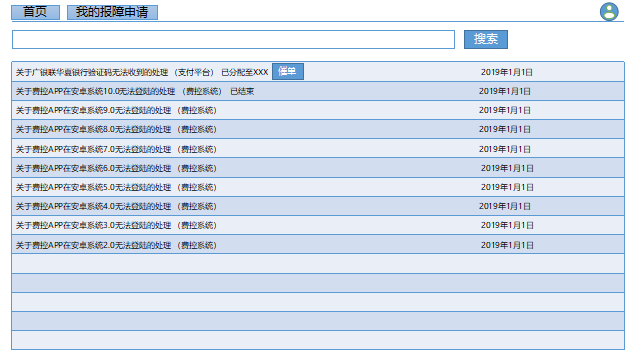 首页 我的报障申请
搜索
关于广银联华夏银行验证码无法收到的处理 （支付平台） 已分配至XXX 催单 2019年1月1日
关于费控APP在安卓系统10.0无法登陆的处理 （费控系统） 已结束 2019年1月1日
关于费控APP在安卓系统9.0无法登陆的处理 （费控系统） 2019年1月1日
关于费控APP在安卓系统8.0无法登陆的处理 （费控系统） 2019年1月1日
关于费控APP在安卓系统7.0无法登陆的处理 （费控系统） 2019年1月1日
关于费控APP在安卓系统6.0无法登陆的处理 （费控系统） 2019年1月1日
关于费控APP在安卓系统5.0无法登陆的处理 （费控系统） 2019年1月1日
关于费控APP在安卓系统4.0无法登陆的处理 （费控系统） 2019年1月1日
关于费控APP在安卓系统3.0无法登陆的处理 （费控系统） 2019年1月1日
关于费控APP在安卓系统2.0无法登陆的处理 （费控系统） 2019年1月1日